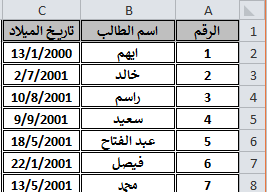 C B A
1 الرقم اسم الطالب تاريخ الميلاد
2 1 ايهم 13/1/2000
3 2 خالد 2/7/2001
4 3 راسم 10/8/2001
5 4 سعيد 9/9/2001
6 5 عبد الفتاح 18/5/2001
7 6 فيصل 22/1/2001
8 7 محمد 13/5/2001